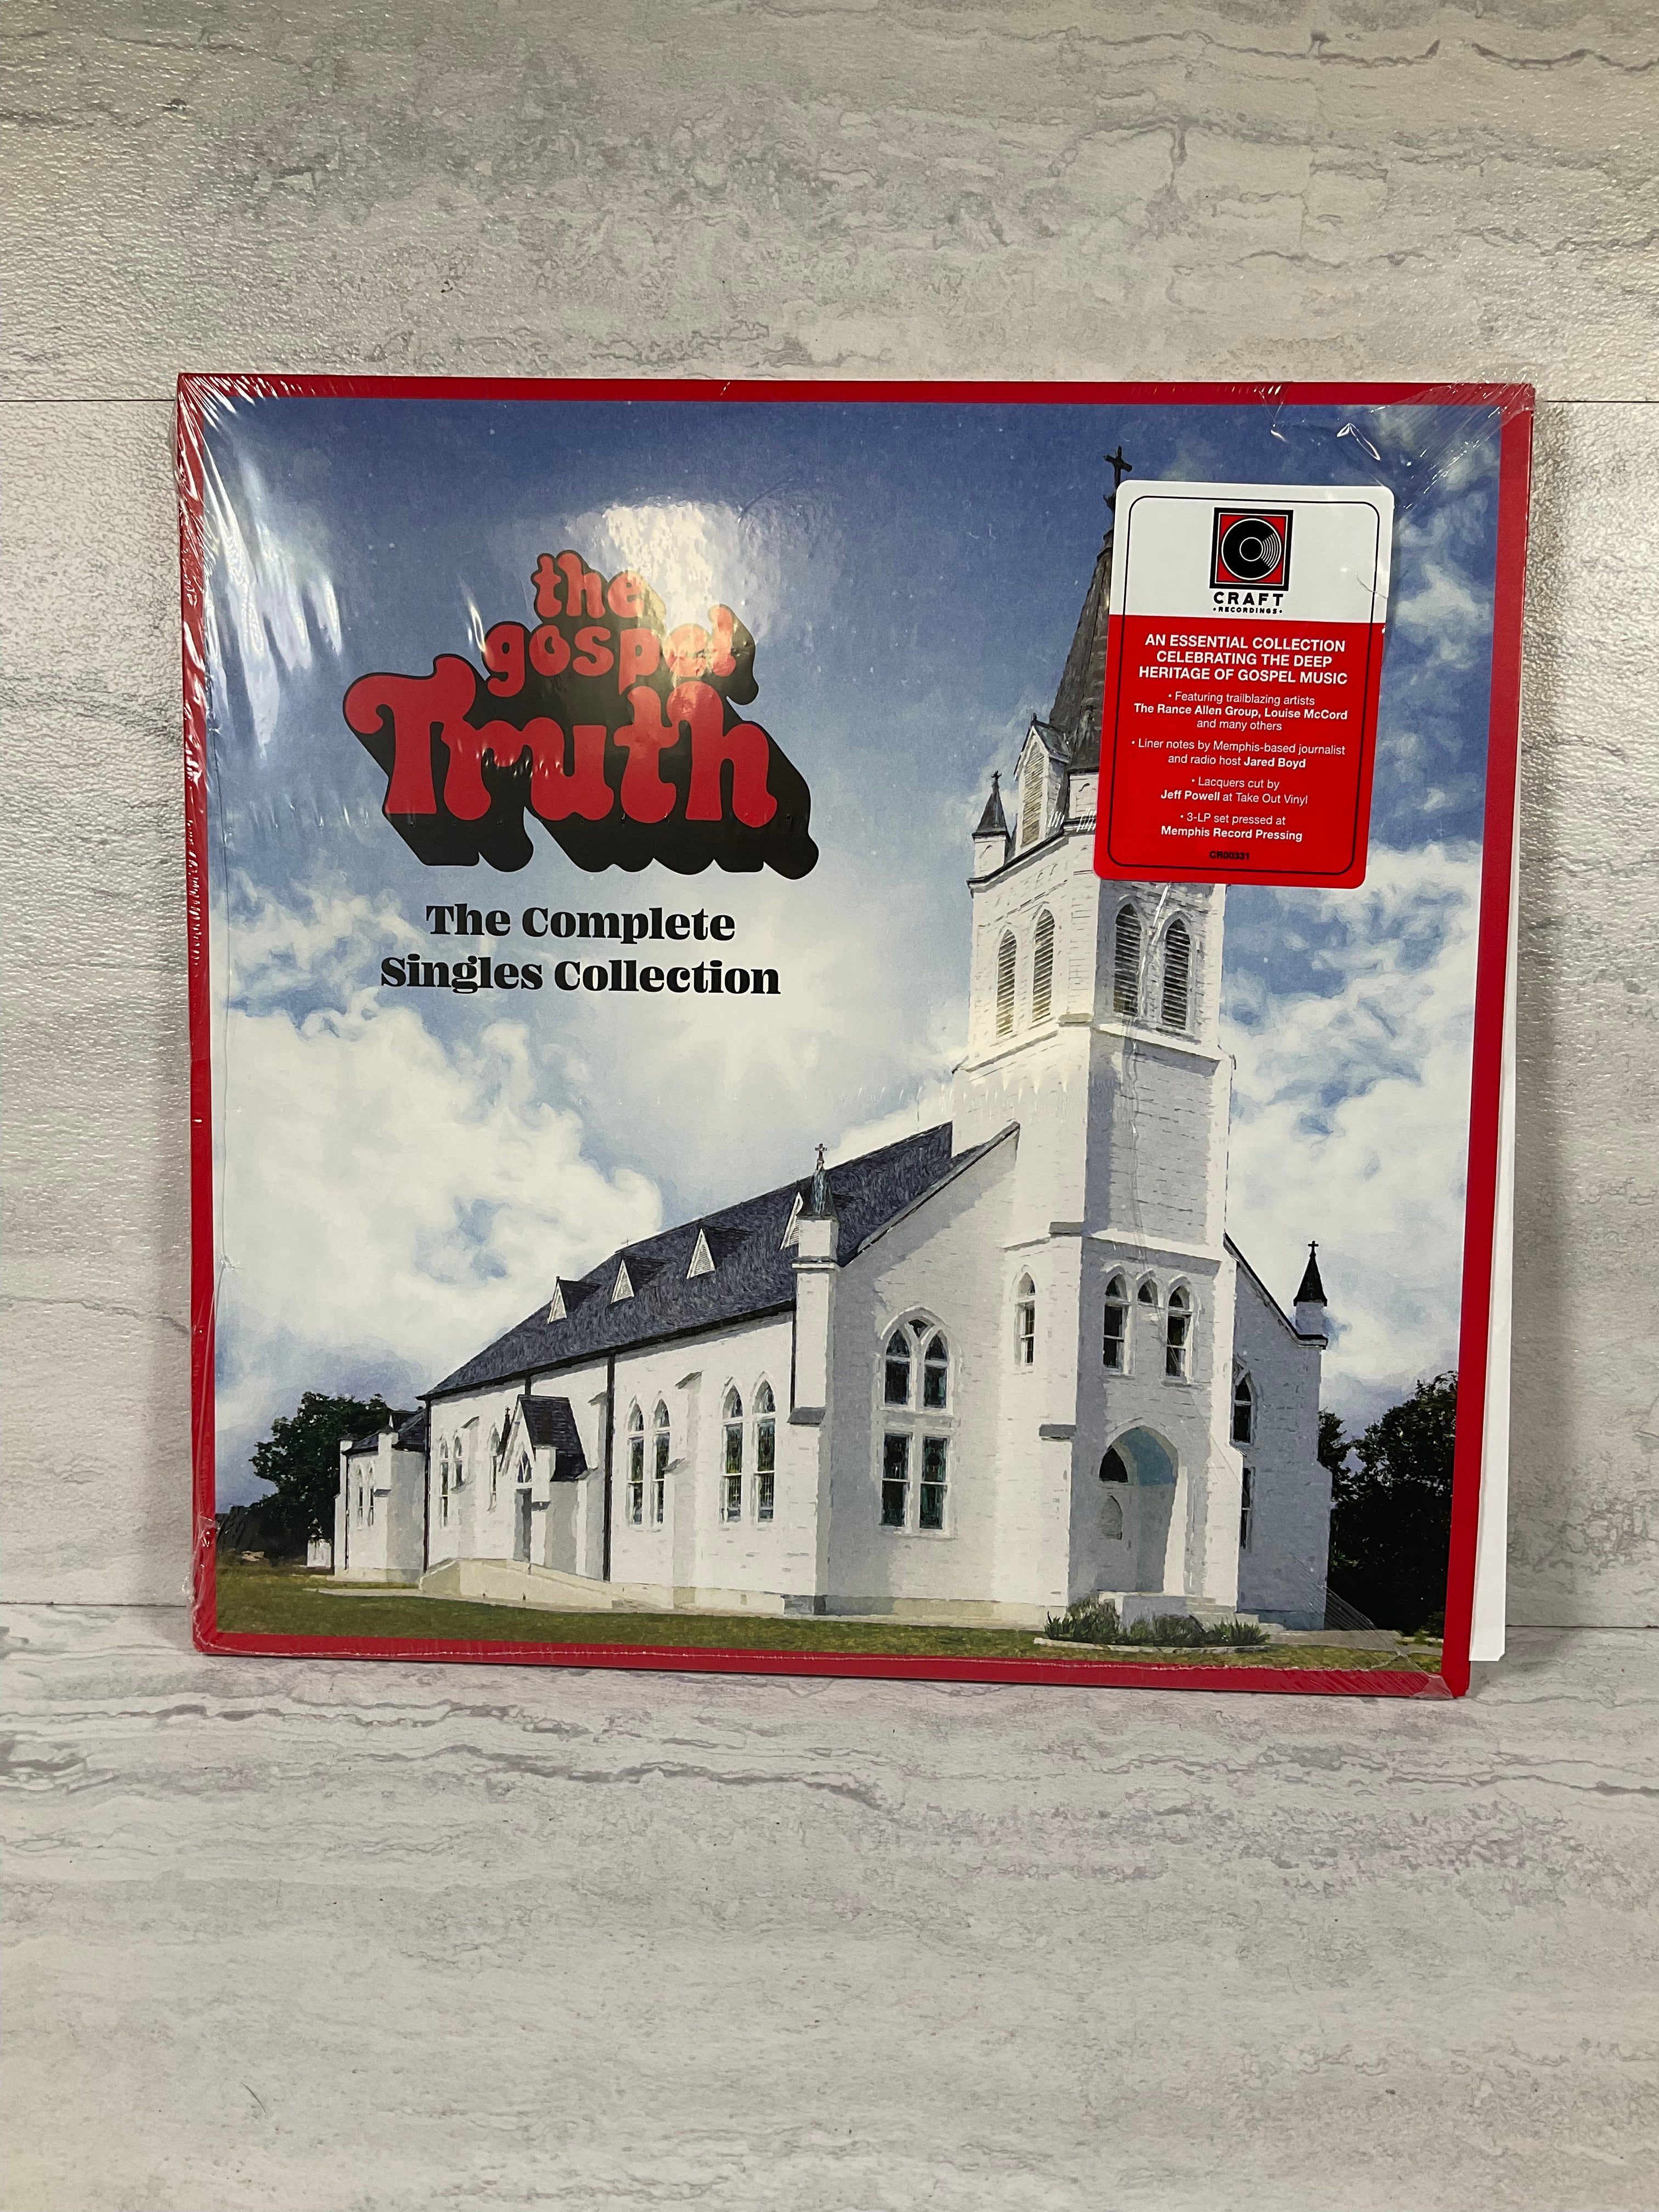 the
gospel
Truth
The Complete
Singles Collection
CRAFT
• RECORDINGS •
AN ESSENTIAL COLLECTION
CELEBRATING THE DEEP
HERITAGE OF GOSPEL MUSIC
• Featuring trailblazing artists
The Rance Allen Group, Louise McCord
and many others
• Liner notes by Memphis-based journalist
and radio host Jared Boyd
• Lacquers cut by
Jeff Powell at Take Out Vinyl
• 3-LP set pressed at
Memphis Record Pressing
CR00331